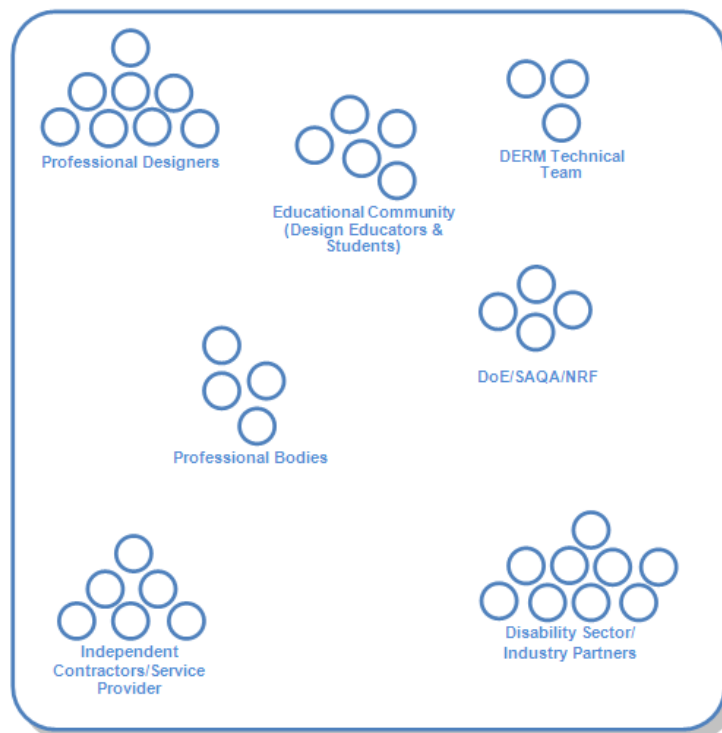 Professional Designers
DERM Technical
Team
Educational Community
(Design Educators &
Students)
DoE/SAQA/NRF
Professional Bodies
Independent
Contractors/Service
Provider
Disability Sector/
Industry Partners